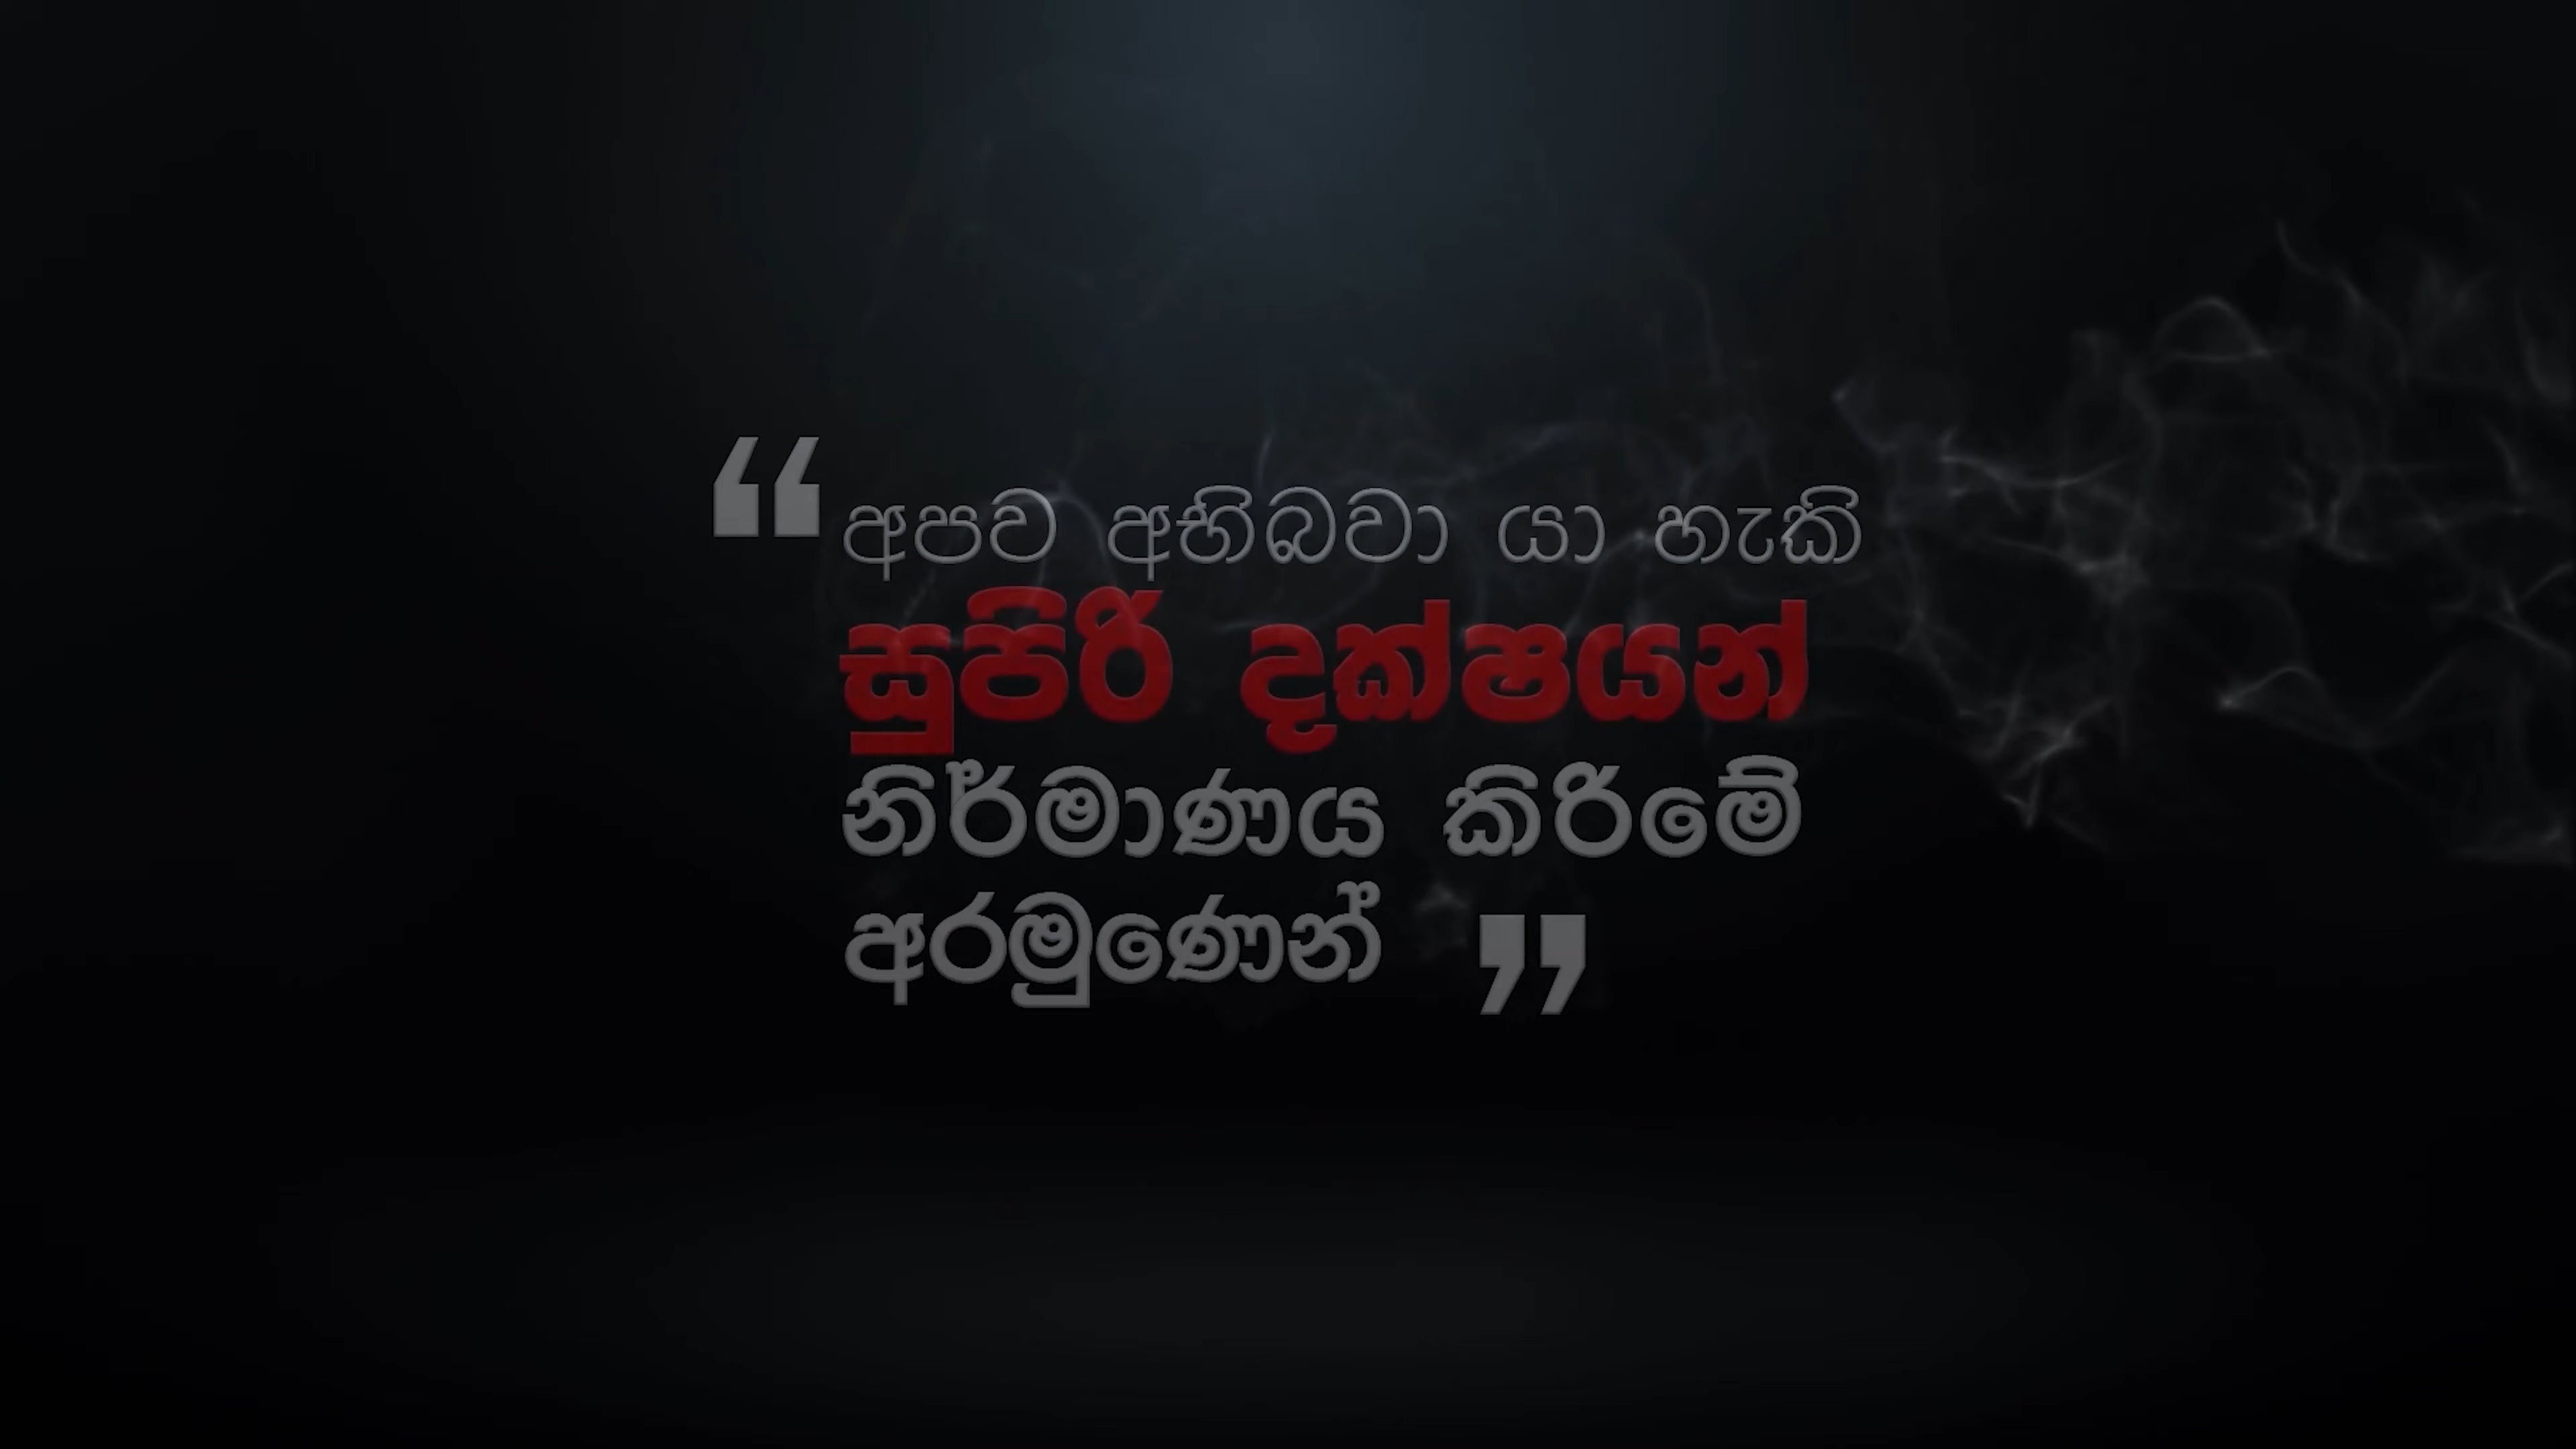 “ අපව අභිබවා යා හැකි
සුපිරි දක්ෂයන්
නිර්මාණය කිරිමේ
අරමුණෙන් ”